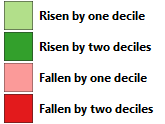 Risen by one decile
Risen by two deciles
Fallen by one decile
Fallen by two deciles